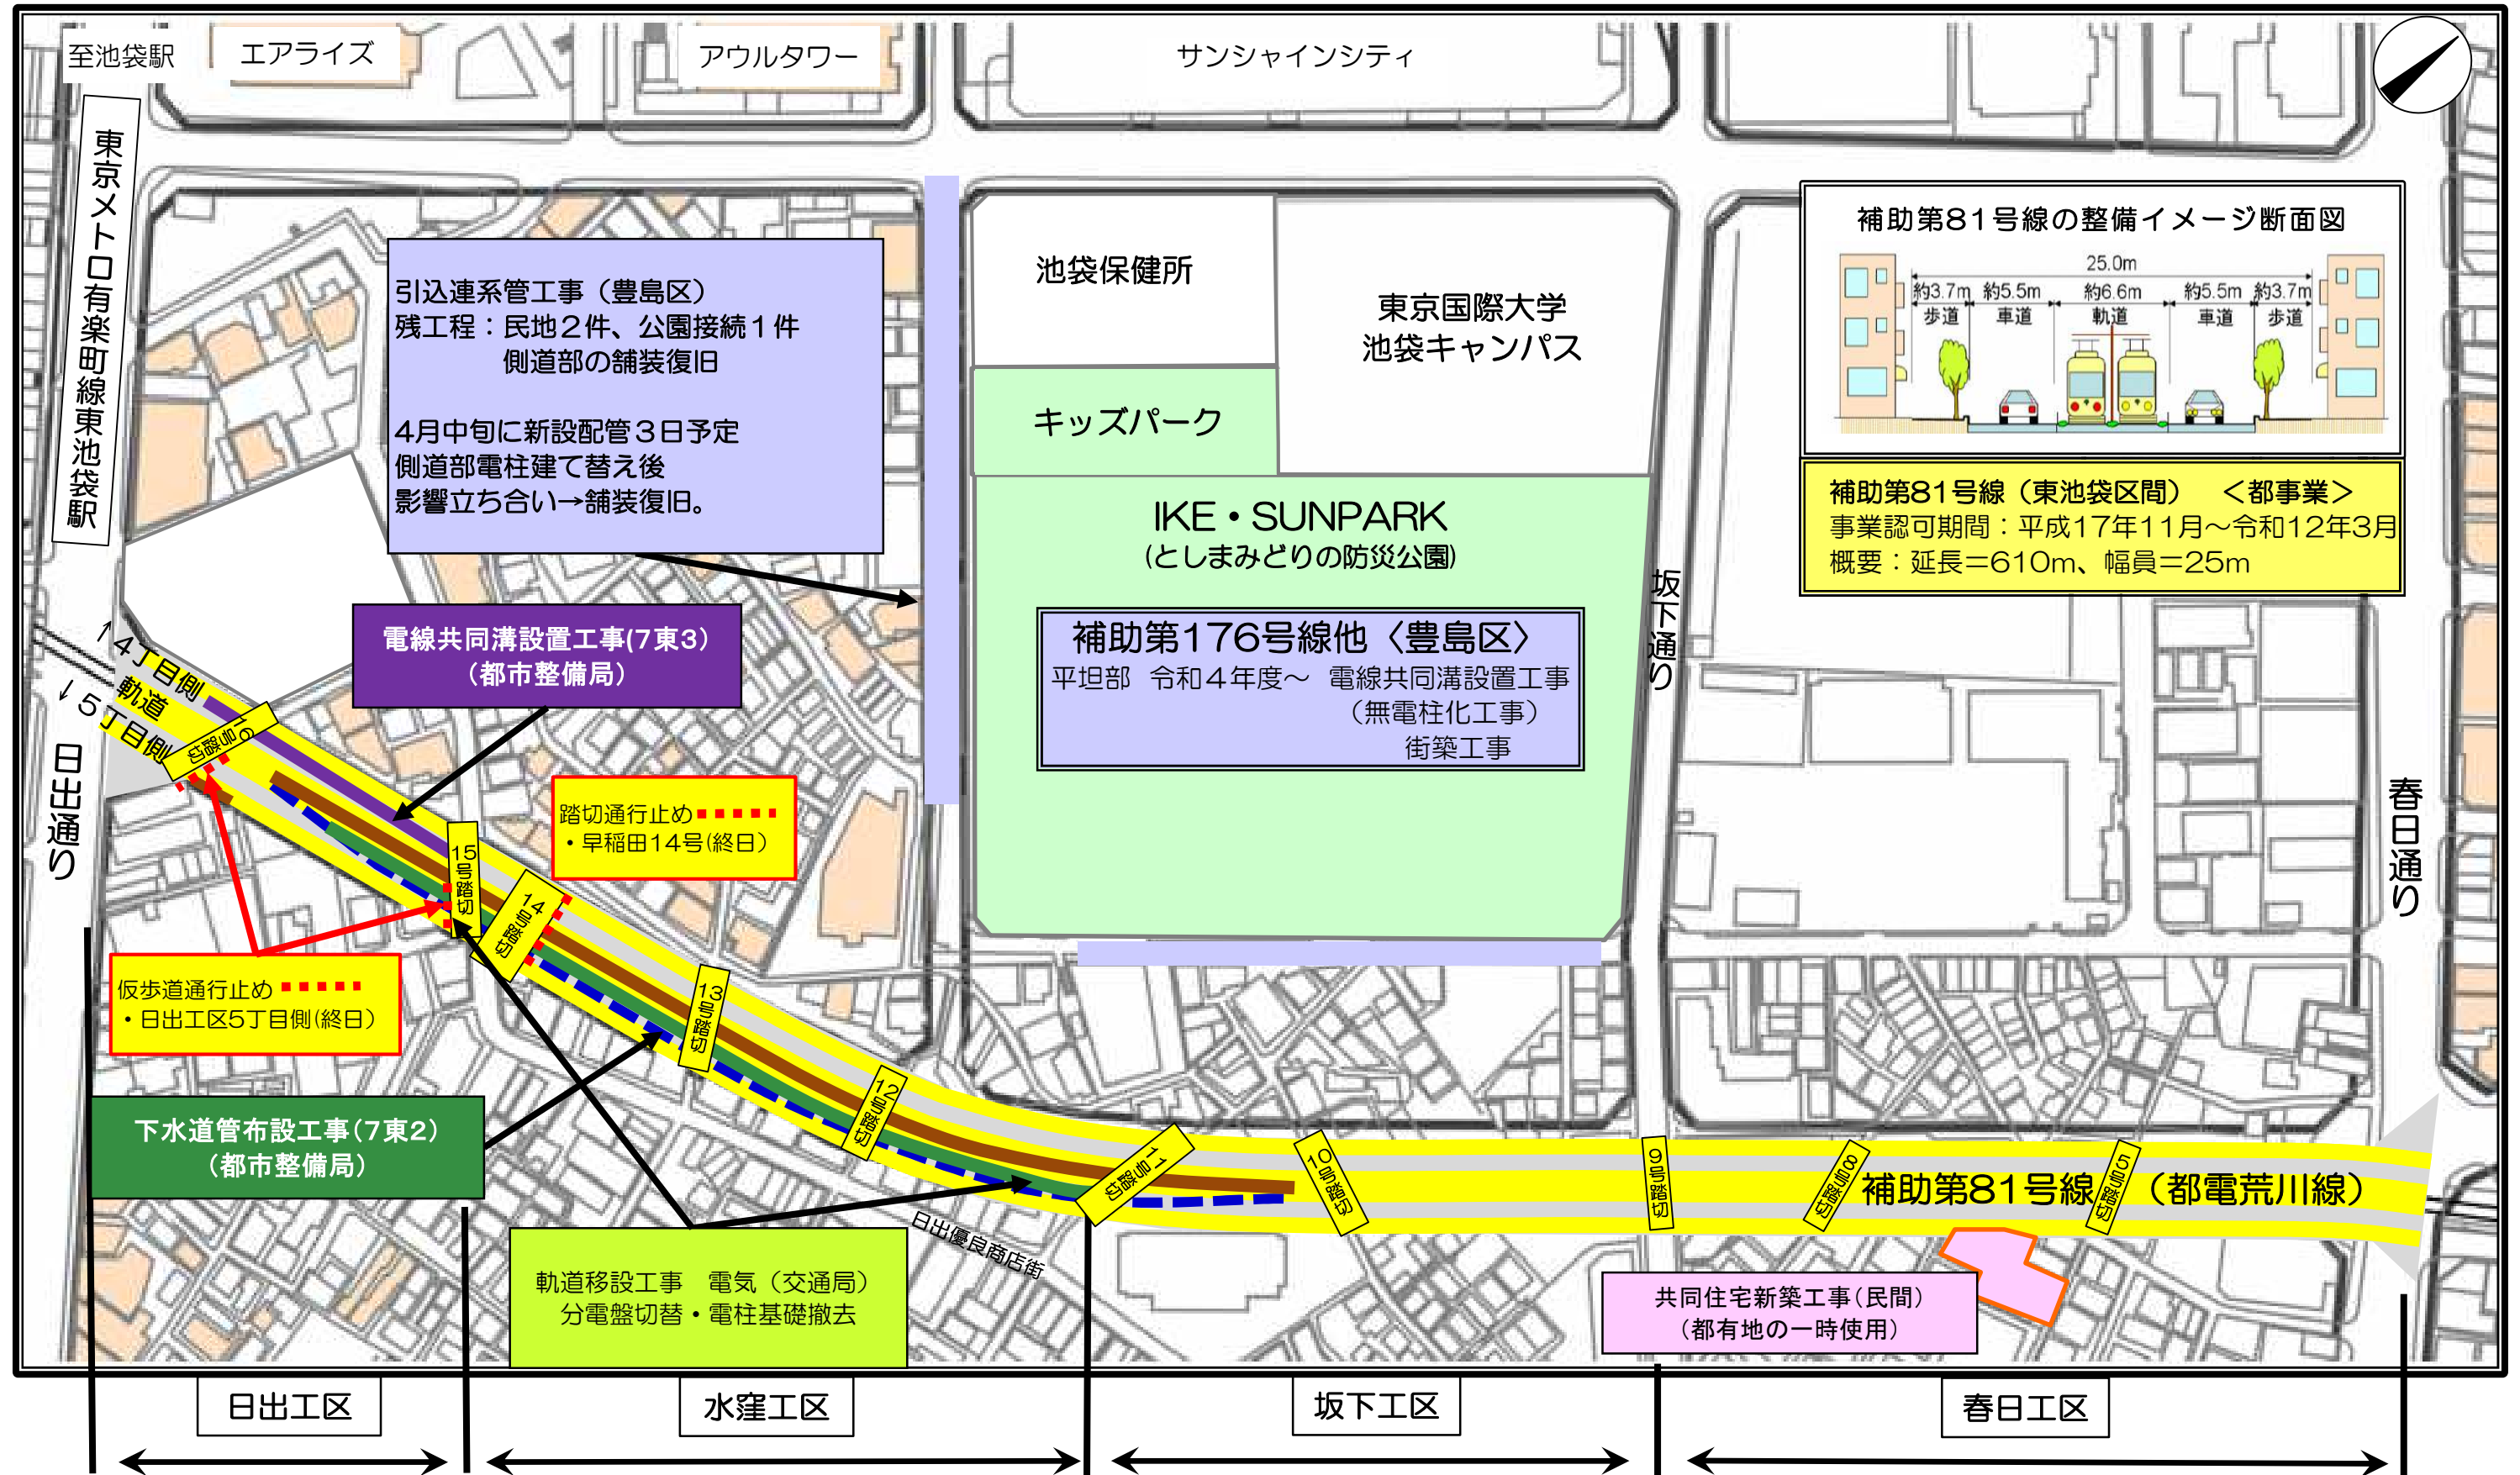 至池袋駅
エアライズ
アウルタワー
サンシャインシティ
東京メトロ有楽町線東池袋駅
引込連系管工事（豊島区）
残工程：民地２件、公園接続１件
側道部の舗装復旧
4月中旬に新設配管３日予定
側道部電柱建て替え後
影響立ち合い→舗装復旧。
池袋保健所
東京国際大学
池袋キャンパス
キッズパーク
IKE・SUNPARK
(としまみどりの防災公園)
補助第176号線他〈豊島区〉
平坦部 令和４年度～ 電線共同溝設置工事
（無電柱化工事）
街築工事
坂下通り
補助第81号線の整備イメージ断面図
25.0m
約3.7m 約5.5m 約6.6m 約5.5m 約3.7m
歩道 車道 軌道 車道 歩道
補助第81号線（東池袋区間） ＜都事業＞
事業認可期間：平成17年11月～令和12年3月
概要：延長＝610m、幅員＝25m
電線共同溝設置工事(7東3)
（都市整備局）
↑4丁目側
軌道
↓5丁目側
日出通り
16号踏切
15号踏切
14号踏切
13号踏切
12号踏切
11号踏切
10号踏切
9号踏切
8号踏切
5号踏切
踏切通行止め
・早稲田14号(終日)
仮歩道通行止め
・日出工区5丁目側(終日)
下水道管布設工事(7東2)
（都市整備局）
軌道移設工事 電気（交通局）
分電盤切替・電柱基礎撤去
日出優良商店街
補助第81号線 （都電荒川線）
春日通り
共同住宅新築工事(民間)
（都有地の一時使用）
日出工区
水窪工区
坂下工区
春日工区